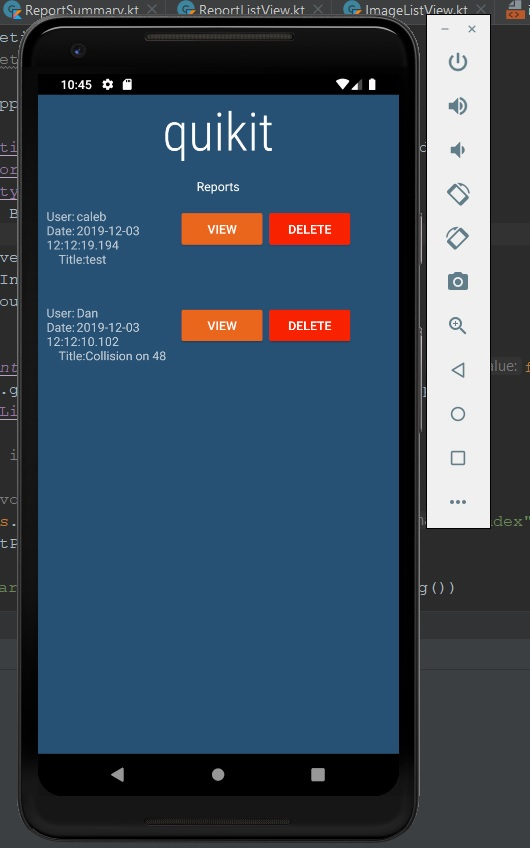 ReportSummary.kt
ReportListView.kt
ImageListView.kt
10:45
quikit
Reports
User: caleb
Date: 2019-12-03
12:12:19.194
Title:test
VIEW
DELETE
User: Dan
Date: 2019-12-03
12:12:10.102
Title:Collision on 48
VIEW
DELETE
g())